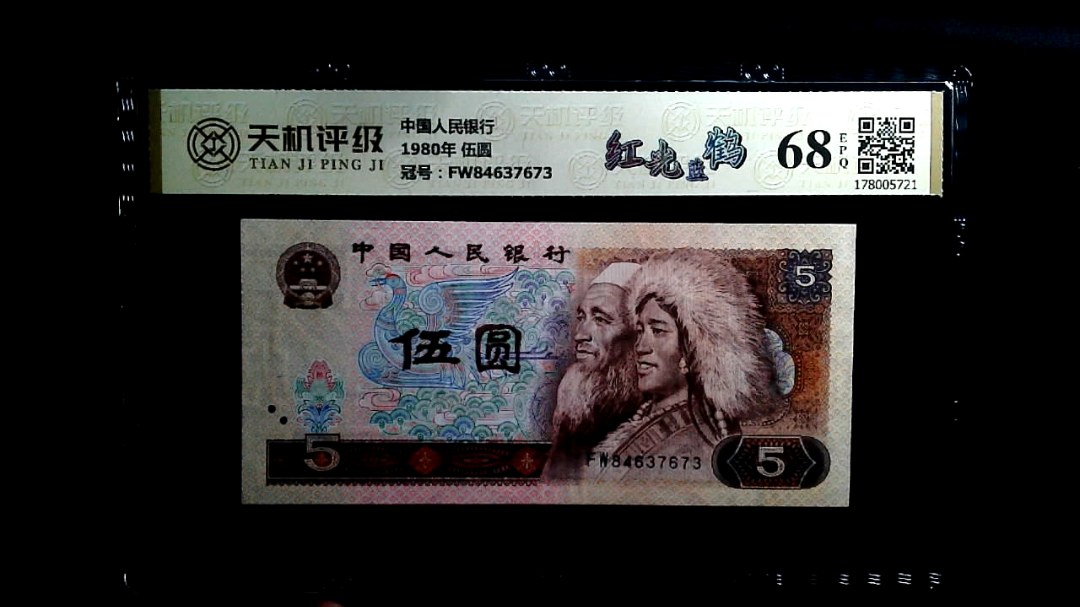 天机评级
TIAN JI PING JI
中国人民银行
1980年 伍圆
冠号：FW84637673
红光蓝鹤
68
EPQ
178005721
中国人民银行
5
伍圆
5
FW84637673
5